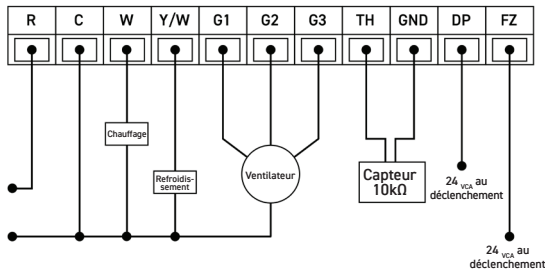 R C W Y/W G1 G2 G3 TH GND DP FZ
Chauffage
Refroidis-
sement
Ventilateur
Capteur
10kΩ
24 VCA au
déclenchement
24 VCA au
déclenchement